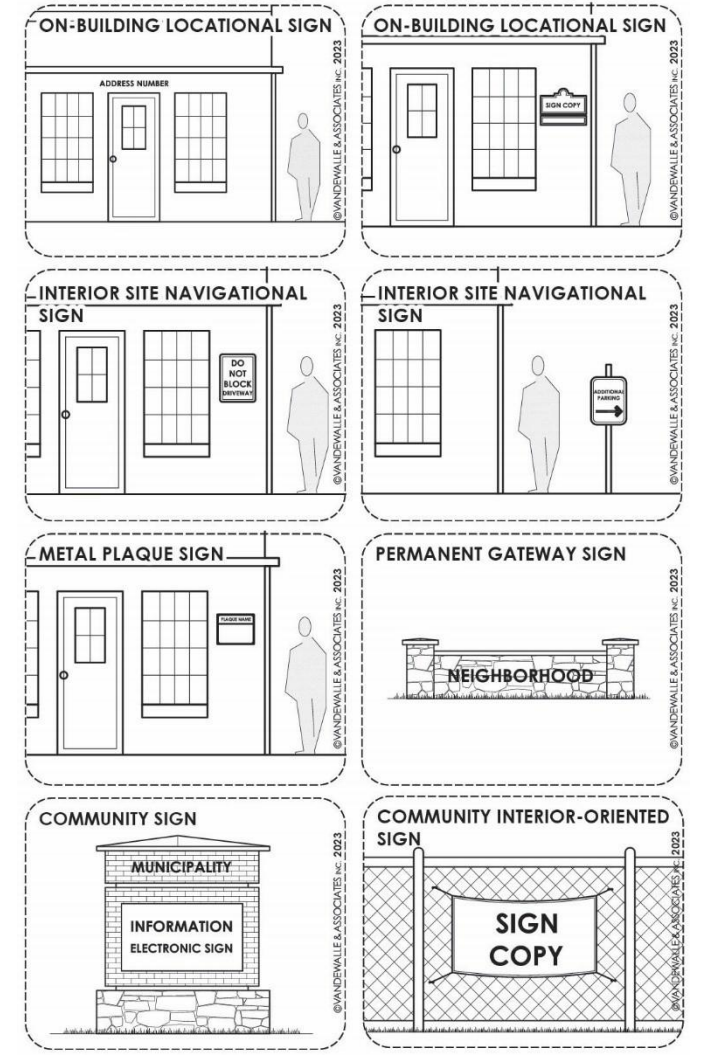 ON-BUILDING LOCATIONAL SIGN
ADDRESS NUMBER
©VANDEWALLE & ASSOCIATES INC. 2023
ON-BUILDING LOCATIONAL SIGN
SIGN COPY
©VANDEWALLE & ASSOCIATES INC. 2023
INTERIOR SITE NAVIGATIONAL
SIGN
DO
NOT
BLOCK
DRIVEWAY
©VANDEWALLE & ASSOCIATES INC. 2023
INTERIOR SITE NAVIGATIONAL
SIGN
ADDITIONAL
PARKING
©VANDEWALLE & ASSOCIATES INC. 2023
METAL PLAQUE SIGN
PLAQUE NAME
©VANDEWALLE & ASSOCIATES INC. 2023
PERMANENT GATEWAY SIGN
NEIGHBORHOOD
©VANDEWALLE & ASSOCIATES INC. 2023
COMMUNITY SIGN
MUNICIPALITY
INFORMATION
ELECTRONIC SIGN
©VANDEWALLE & ASSOCIATES INC. 2023
COMMUNITY INTERIOR-ORIENTED
SIGN
SIGN
COPY
©VANDEWALLE & ASSOCIATES INC. 2023